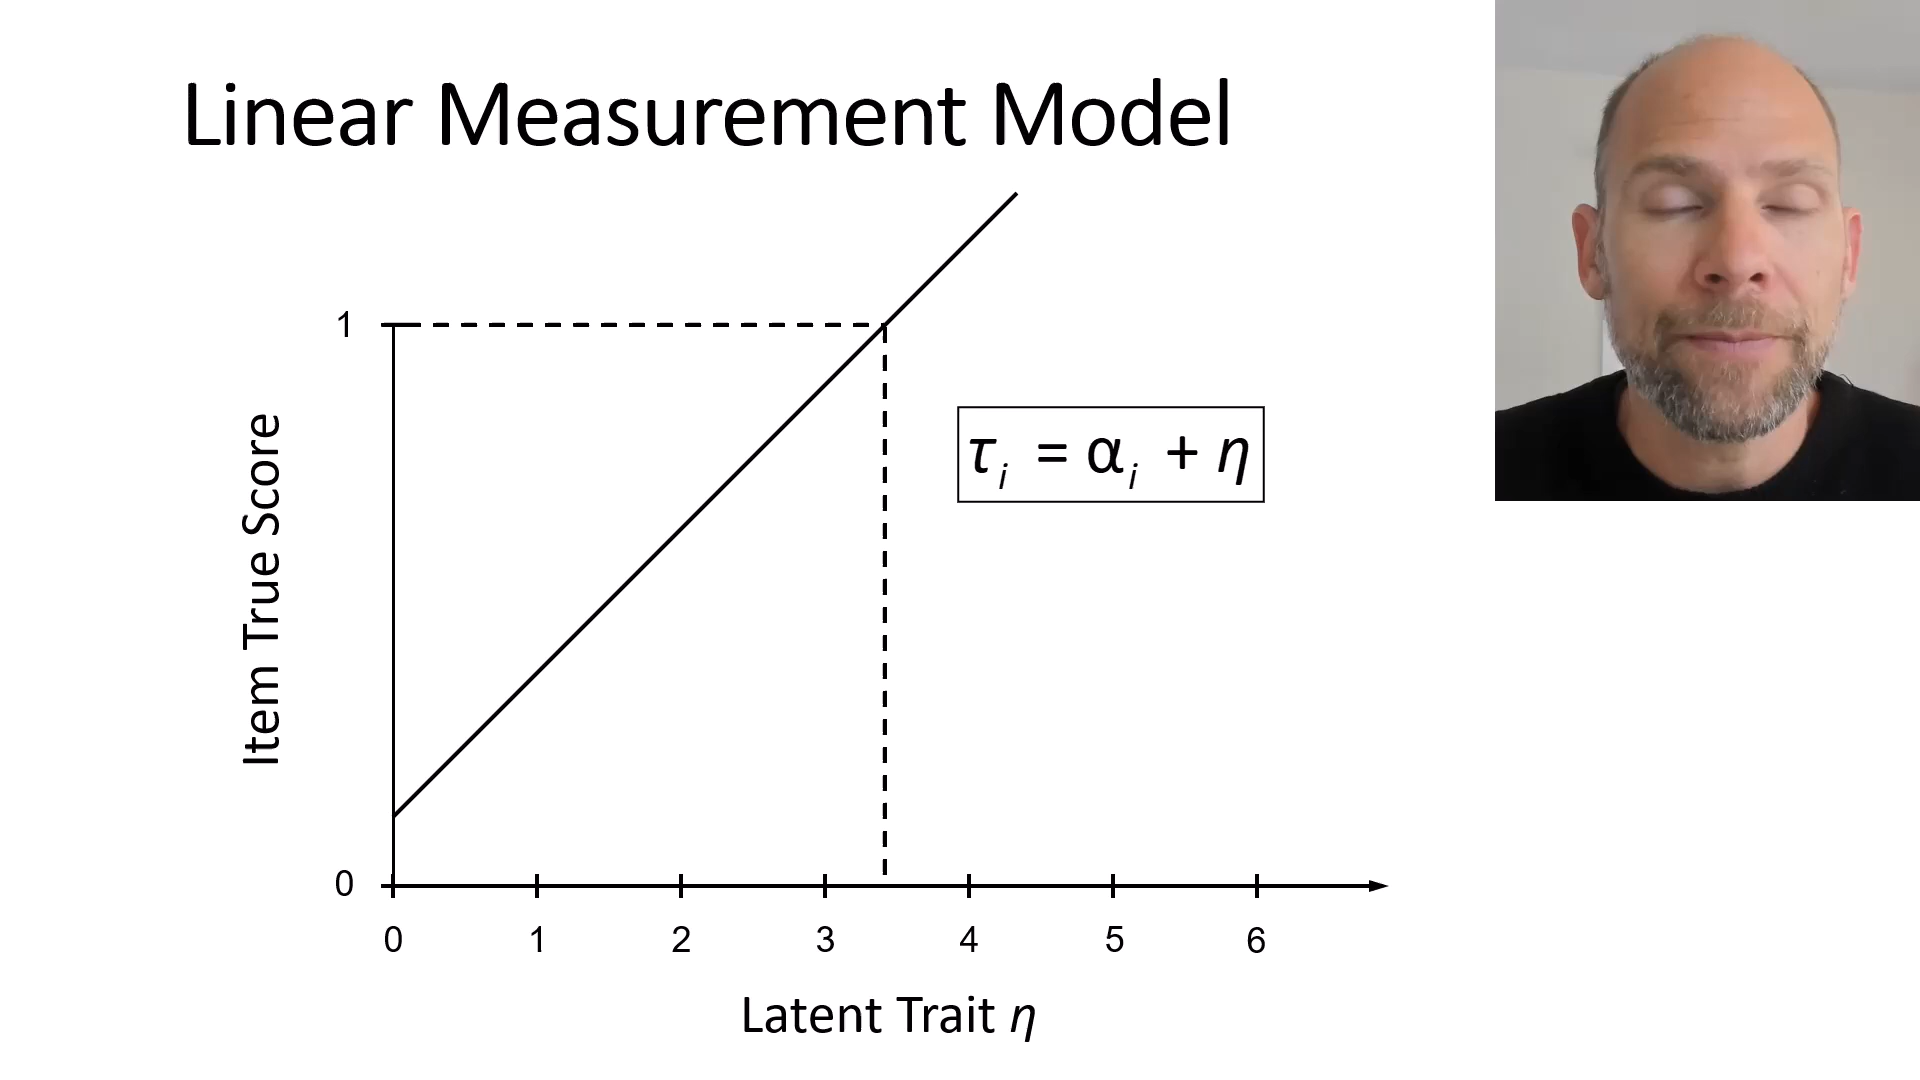 Linear Measurement Model
1
τi = αi + η
Item True Score
0
0 1 2 3 4 5 6
Latent Trait η